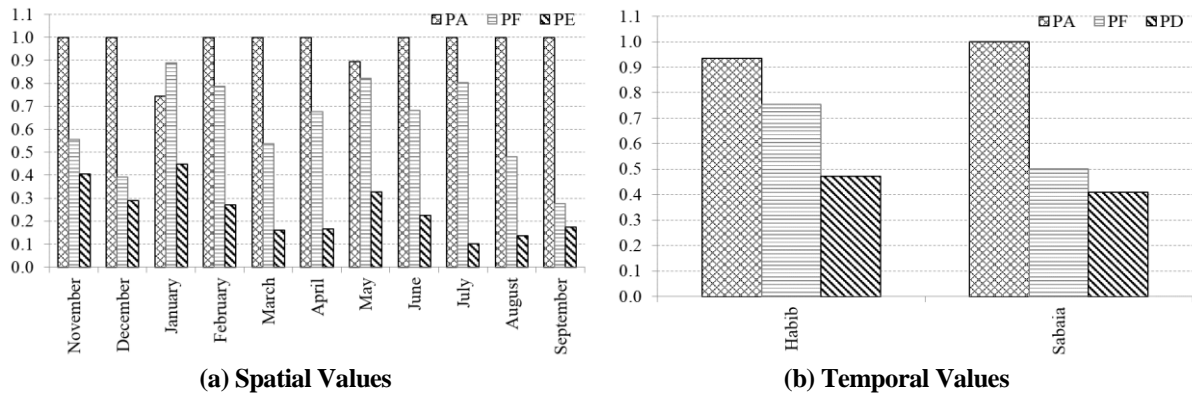 PA PF PE
1.1
1.0
0.9
0.8
0.7
0.6
0.5
0.4
0.3
0.2
0.1
0.0
November
December
January
February
March
April
May
June
July
August
September
(a) Spatial Values
PA PF PD
1.1
1.0
0.9
0.8
0.7
0.6
0.5
0.4
0.3
0.2
0.1
0.0
Habib
Sabaia
(b) Temporal Values